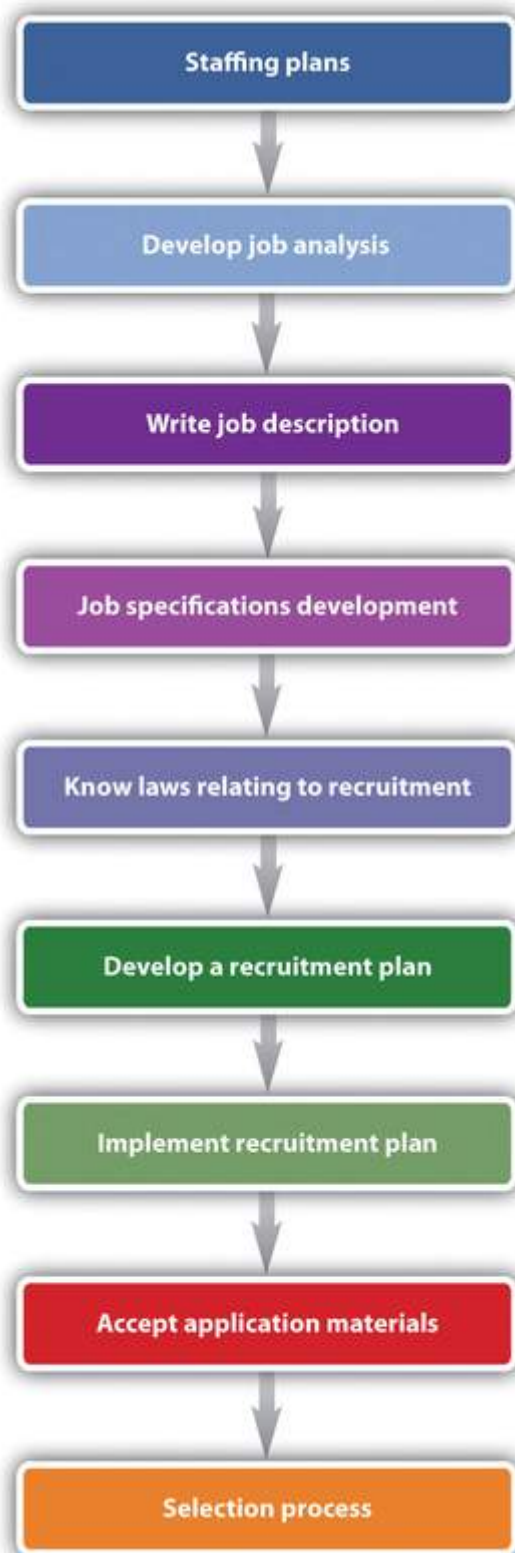 Staffing plans
Develop job analysis
Write job description
Job specifications development
Know laws relating to recruitment
Develop a recruitment plan
Implement recruitment plan
Accept application materials
Selection process